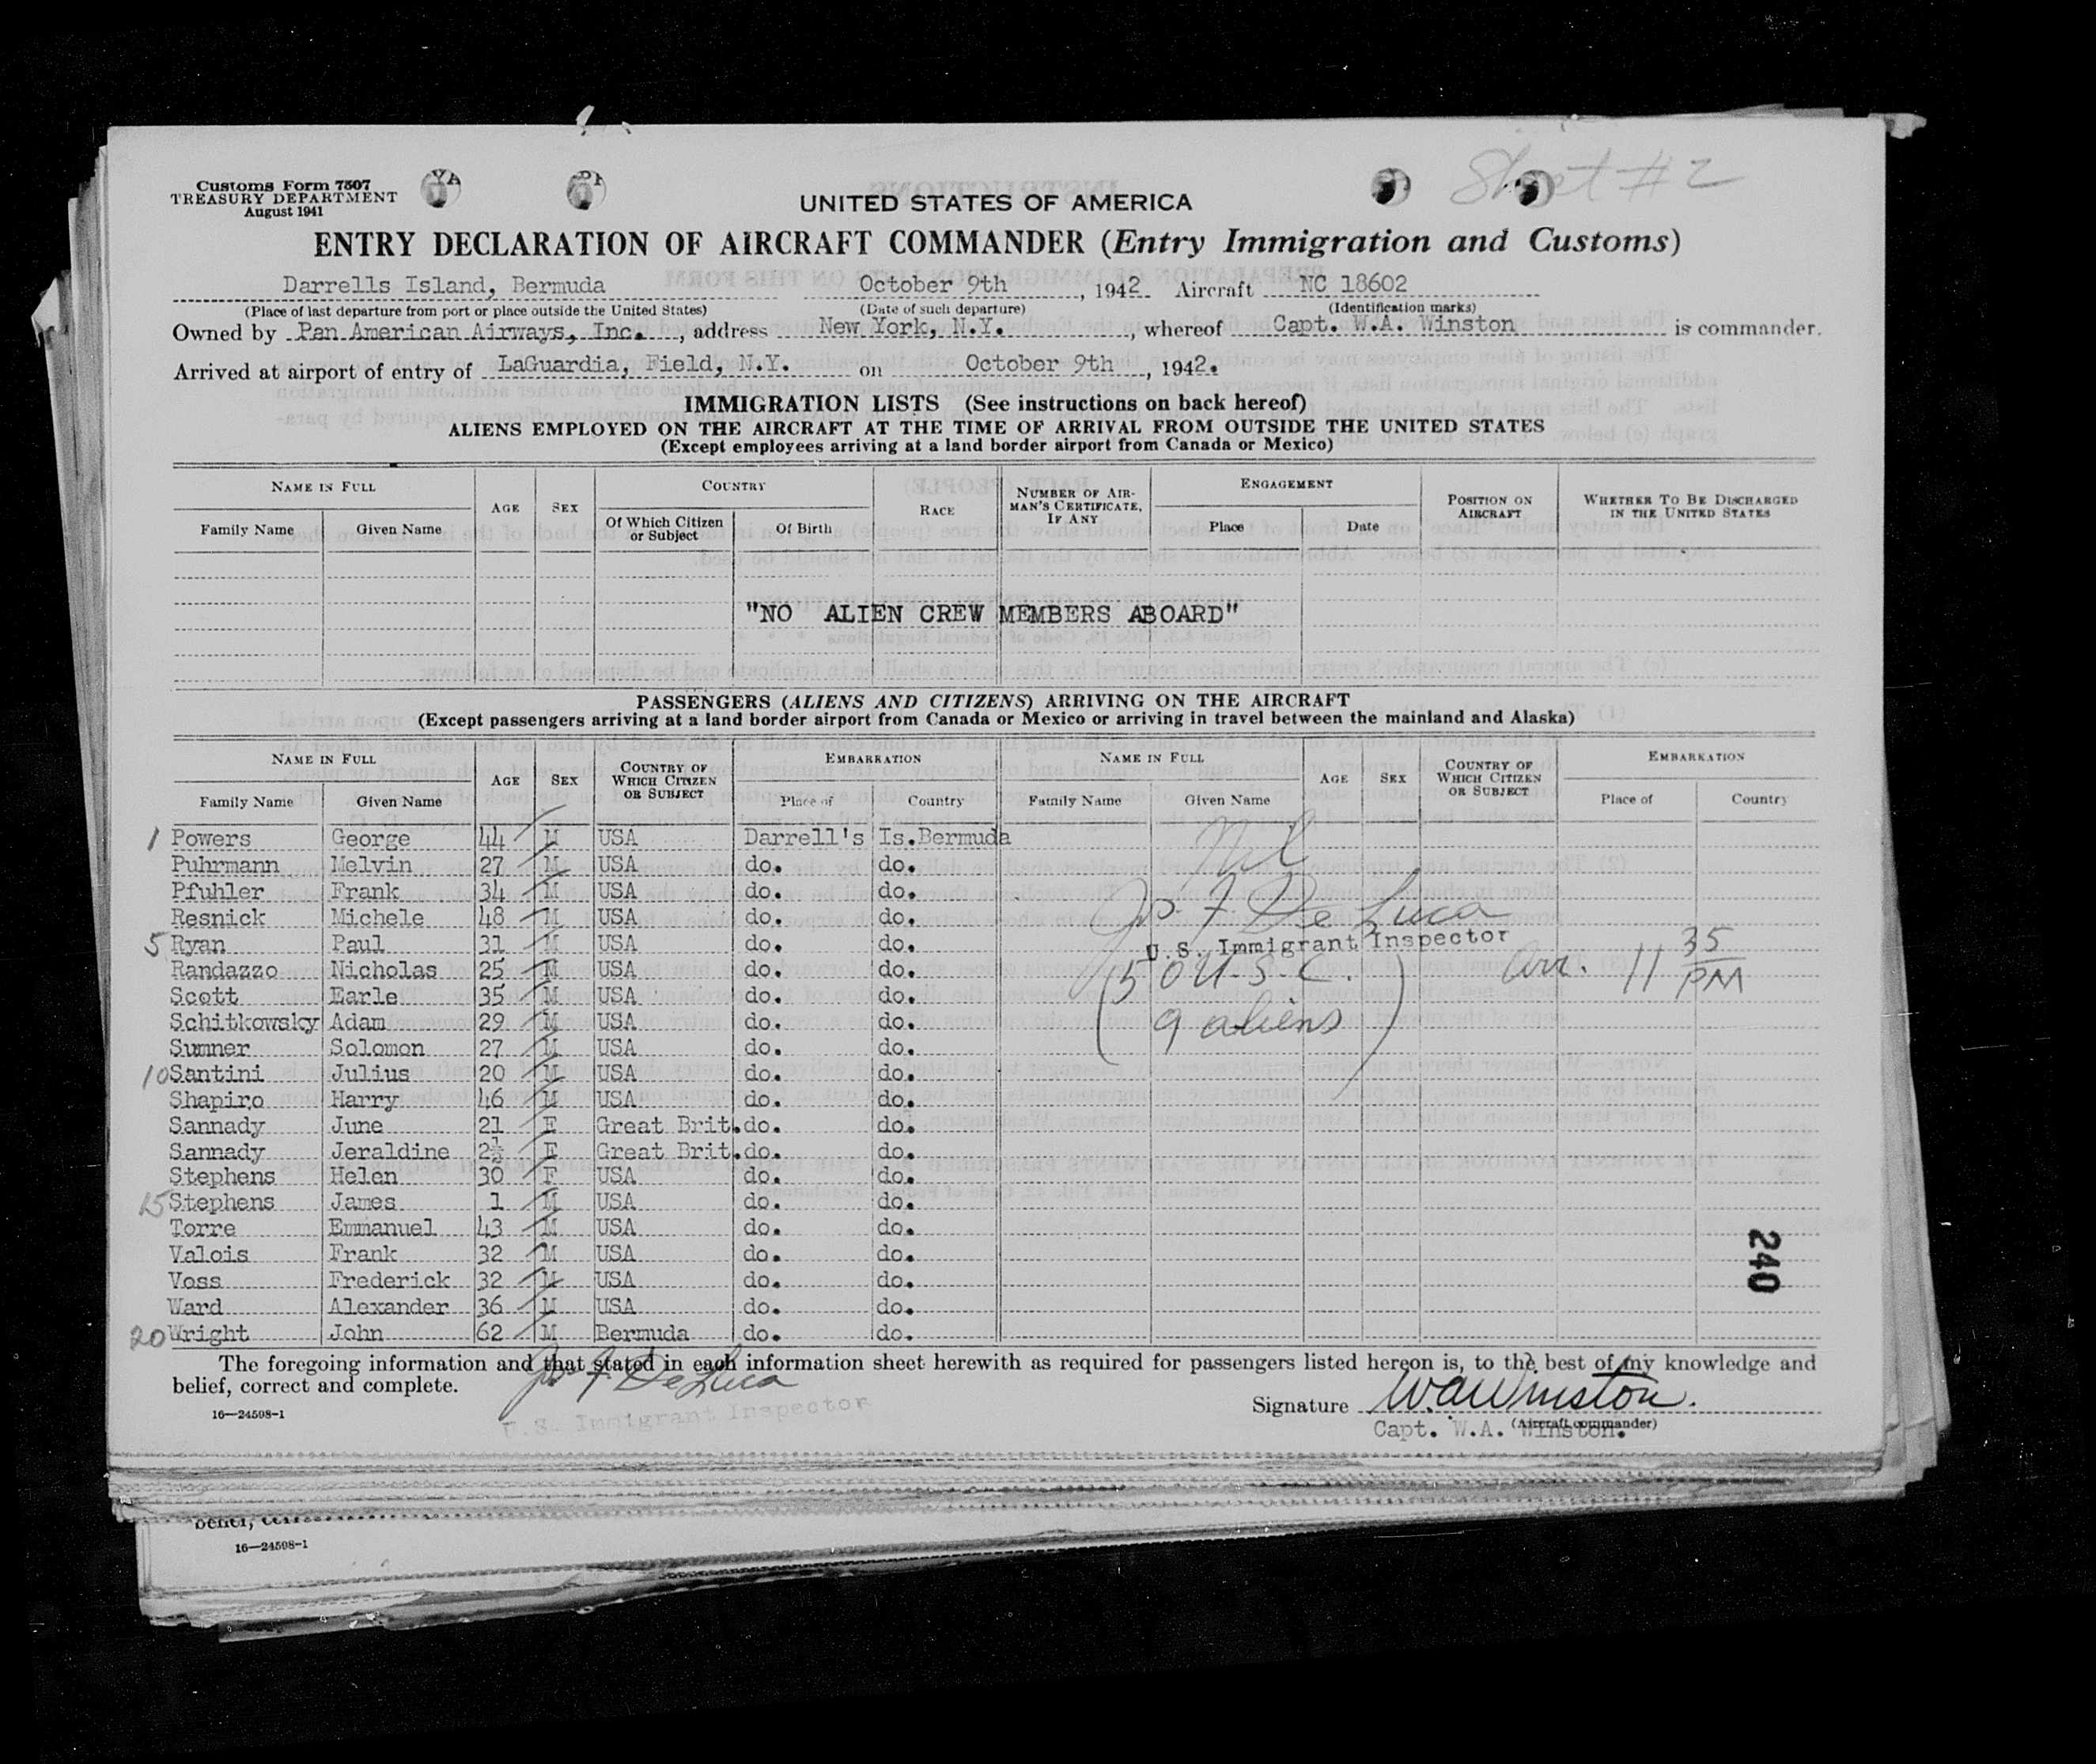 Customs Form 7507
TREASURY DEPARTMENT
August 1941
Sheet #2
UNITED STATES OF AMERICA
ENTRY DECLARATION OF AIRCRAFT COMMANDER (Entry Immigration and Customs)
Darrells Island, Bermuda October 9th, 1942 Aircraft NC 18602
(Place of last departure from port or place outside the United States) (Date of such departure) (Identification marks)
Owned by Pan American Airways, Inc., address New York, N.Y., whereof Capt. W.A. Winston is commander.
Arrived at airport of entry of LaGuardia, Field, N.Y. on October 9th, 1942.
IMMIGRATION LISTS (See instructions on back hereof)
ALIENS EMPLOYED ON THE AIRCRAFT AT THE TIME OF ARRIVAL FROM OUTSIDE THE UNITED STATES
(Except employees arriving at a land border airport from Canada or Mexico)
NAME IN FULL AGE SEX COUNTRY RACE NUMBER OF AIRMAN'S CERTIFICATE, IF ANY ENGAGEMENT POSITION ON AIRCRAFT WHETHER TO BE DISCHARGED IN THE UNITED STATES
Family Name Given Name Of Which Citizen or Subject Of Birth Place Date
"NO ALIEN CREW MEMBERS ABOARD"
PASSENGERS (ALIENS AND CITIZENS) ARRIVING ON THE AIRCRAFT
(Except passengers arriving at a land border airport from Canada or Mexico or arriving in travel between the mainland and Alaska)
NAME IN FULL AGE SEX COUNTRY OF WHICH CITIZEN OR SUBJECT EMBARKATION NAME IN FULL AGE SEX COUNTRY OF WHICH CITIZEN OR SUBJECT EMBARKATION
Family Name Given Name Place of Country Family Name Given Name Place of Country
1 Powers George 44 M USA Darrell's Is. Bermuda
Puhrmann Melvin 27 M USA do. do. Nil
Pfuhler Frank 34 M USA do. do.
Resnick Michele 48 M USA do. do. Jos. F De Luca
5 Ryan Paul 31 M USA do. do. U.S. Immigrant Inspector
Randazzo Nicholas 25 M USA do. do. (50 U.S.C. Arr. 11 35 PM
Scott Earle 35 M USA do. do.
Schitkowsky Adam 29 M USA do. do. 9 aliens)
Sumner Solomon 27 M USA do. do.
10 Santini Julius 20 M USA do. do.
Shapiro Harry 46 M USA do. do.
Sannady June 21 F Great Brit. do. do.
Sannady Jeraldine 2½ F Great Brit. do. do.
Stephens Helen 30 F USA do. do.
15 Stephens James 1 M USA do. do.
Torre Emmanuel 43 M USA do. do.
Valois Frank 32 M USA do. do.
Voss Frederick 32 M USA do. do.
Ward Alexander 36 M USA do. do.
20 Wright John 62 M Bermuda do. do.
240
The foregoing information and that stated in each information sheet herewith as required for passengers listed hereon is, to the best of my knowledge and
belief, correct and complete.
Jos. F DeLuca
U.S. Immigrant Inspector
16—24598-1
Signature W.A. Winston.
(Aircraft commander)
Capt. W.A. Winston.
16—24598-1